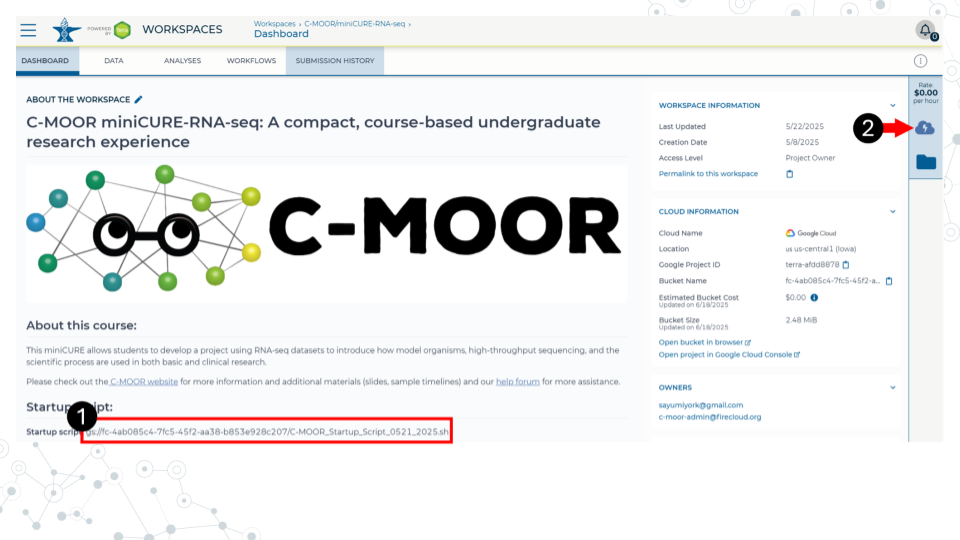 POWERED BY
Terra
WORKSPACES
Workspaces › C-MOOR/miniCURE-RNA-seq ›
Dashboard
0
DASHBOARD
DATA
ANALYSES
WORKFLOWS
SUBMISSION HISTORY
Rate
$0.00
per hour
ABOUT THE WORKSPACE
C-MOOR miniCURE-RNA-seq: A compact, course-based undergraduate
research experience
C-MOOR
About this course:
This miniCURE allows students to develop a project using RNA-seq datasets to introduce how model organisms, high-throughput sequencing, and the
scientific process are used in both basic and clinical research.
Please check out the C-MOOR website for more information and additional materials (slides, sample timelines) and our help forum for more assistance.
Startup ipt:
1
Startup scrip gs://fc-4ab085c4-7fc5-45f2-aa38-b853e928c207/C-MOOR_Startup_Script_0521_2025.sh
WORKSPACE INFORMATION
Last Updated 5/22/2025
2
Creation Date 5/8/2025
Access Level Project Owner
Permalink to this workspace
CLOUD INFORMATION
Cloud Name Google Cloud
Location us us-central1 (Iowa)
Google Project ID terra-afdd8878
Bucket Name fc-4ab085c4-7fc5-45f2-a...
Estimated Bucket Cost $0.00
Updated on 6/18/2025
Bucket Size 2.48 MiB
Updated on 6/18/2025
Open bucket in browser
Open project in Google Cloud Console
OWNERS
sayumiyork@gmail.com
c-moor-admin@firecloud.org